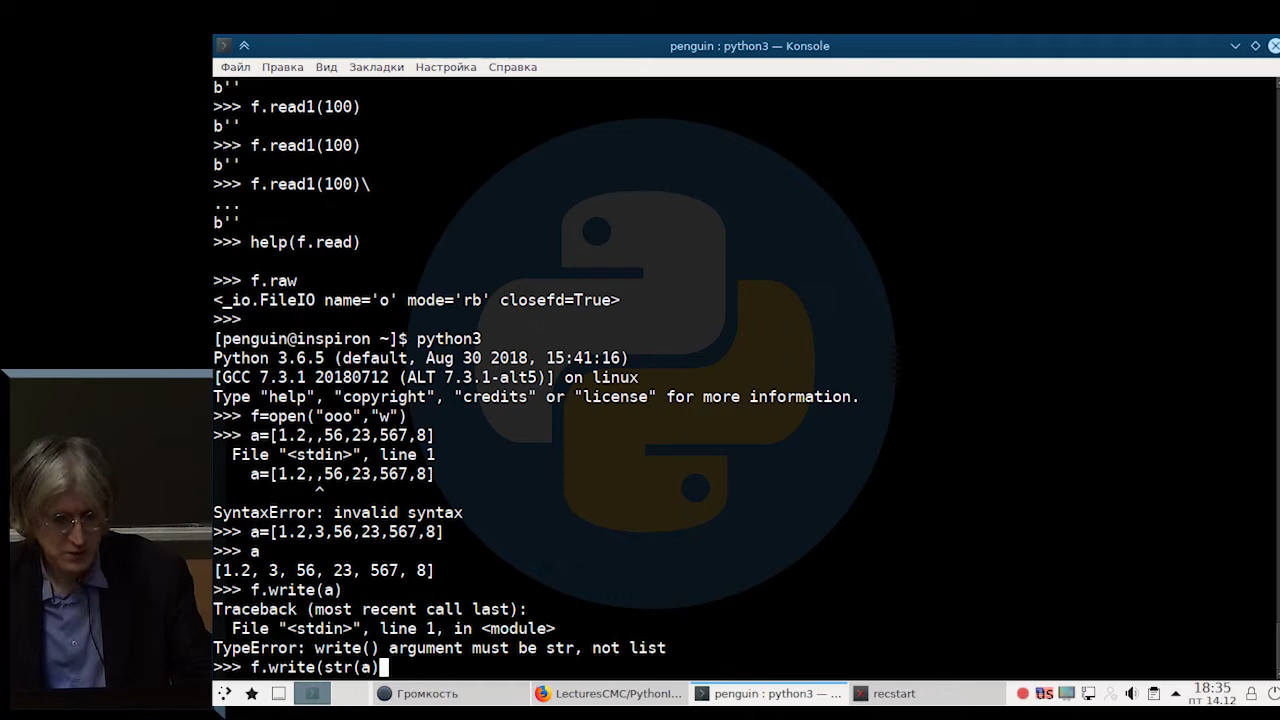 penguin : python3 — Konsole
Файл Правка Вид Закладки Настройка Справка
b''
>>> f.read1(100)
b''
>>> f.read1(100)
b''
>>> f.read1(100)\
...
b''
>>> help(f.read)
>>> f.raw
<_io.FileIO name='o' mode='rb' closefd=True>
>>>
[penguin@inspiron ~]$ python3
Python 3.6.5 (default, Aug 30 2018, 15:41:16)
[GCC 7.3.1 20180712 (ALT 7.3.1-alt5)] on linux
Type "help", "copyright", "credits" or "license" for more information.
>>> f=open("ooo","w")
>>> a=[1.2,,56,23,567,8]
File "<stdin>", line 1
a=[1.2,,56,23,567,8]
^
SyntaxError: invalid syntax
>>> a=[1.2,3,56,23,567,8]
>>> a
[1.2, 3, 56, 23, 567, 8]
>>> f.write(a)
Traceback (most recent call last):
File "<stdin>", line 1, in <module>
TypeError: write() argument must be str, not list
>>> f.write(str(a)
Громкость LecturesCMC/PythonI... penguin : python3 — ... recstart us 18:35
пт 14.12